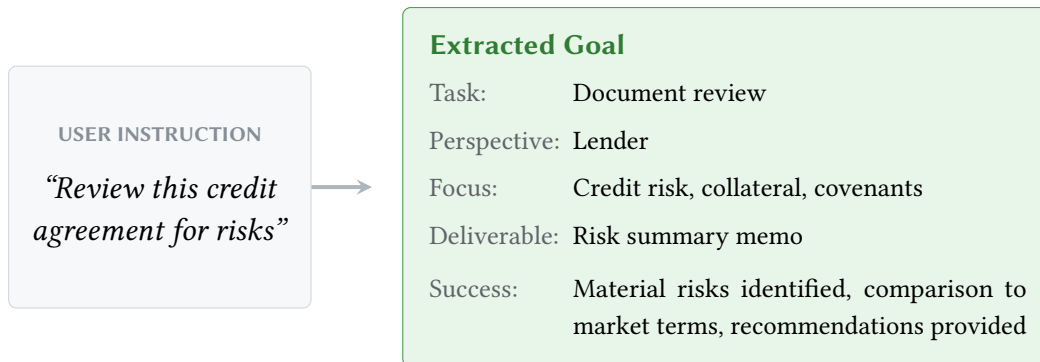 USER INSTRUCTION
“Review this credit
agreement for risks”
Extracted Goal
Task: Document review
Perspective: Lender
Focus: Credit risk, collateral, covenants
Deliverable: Risk summary memo
Success: Material risks identified, comparison to
market terms, recommendations provided